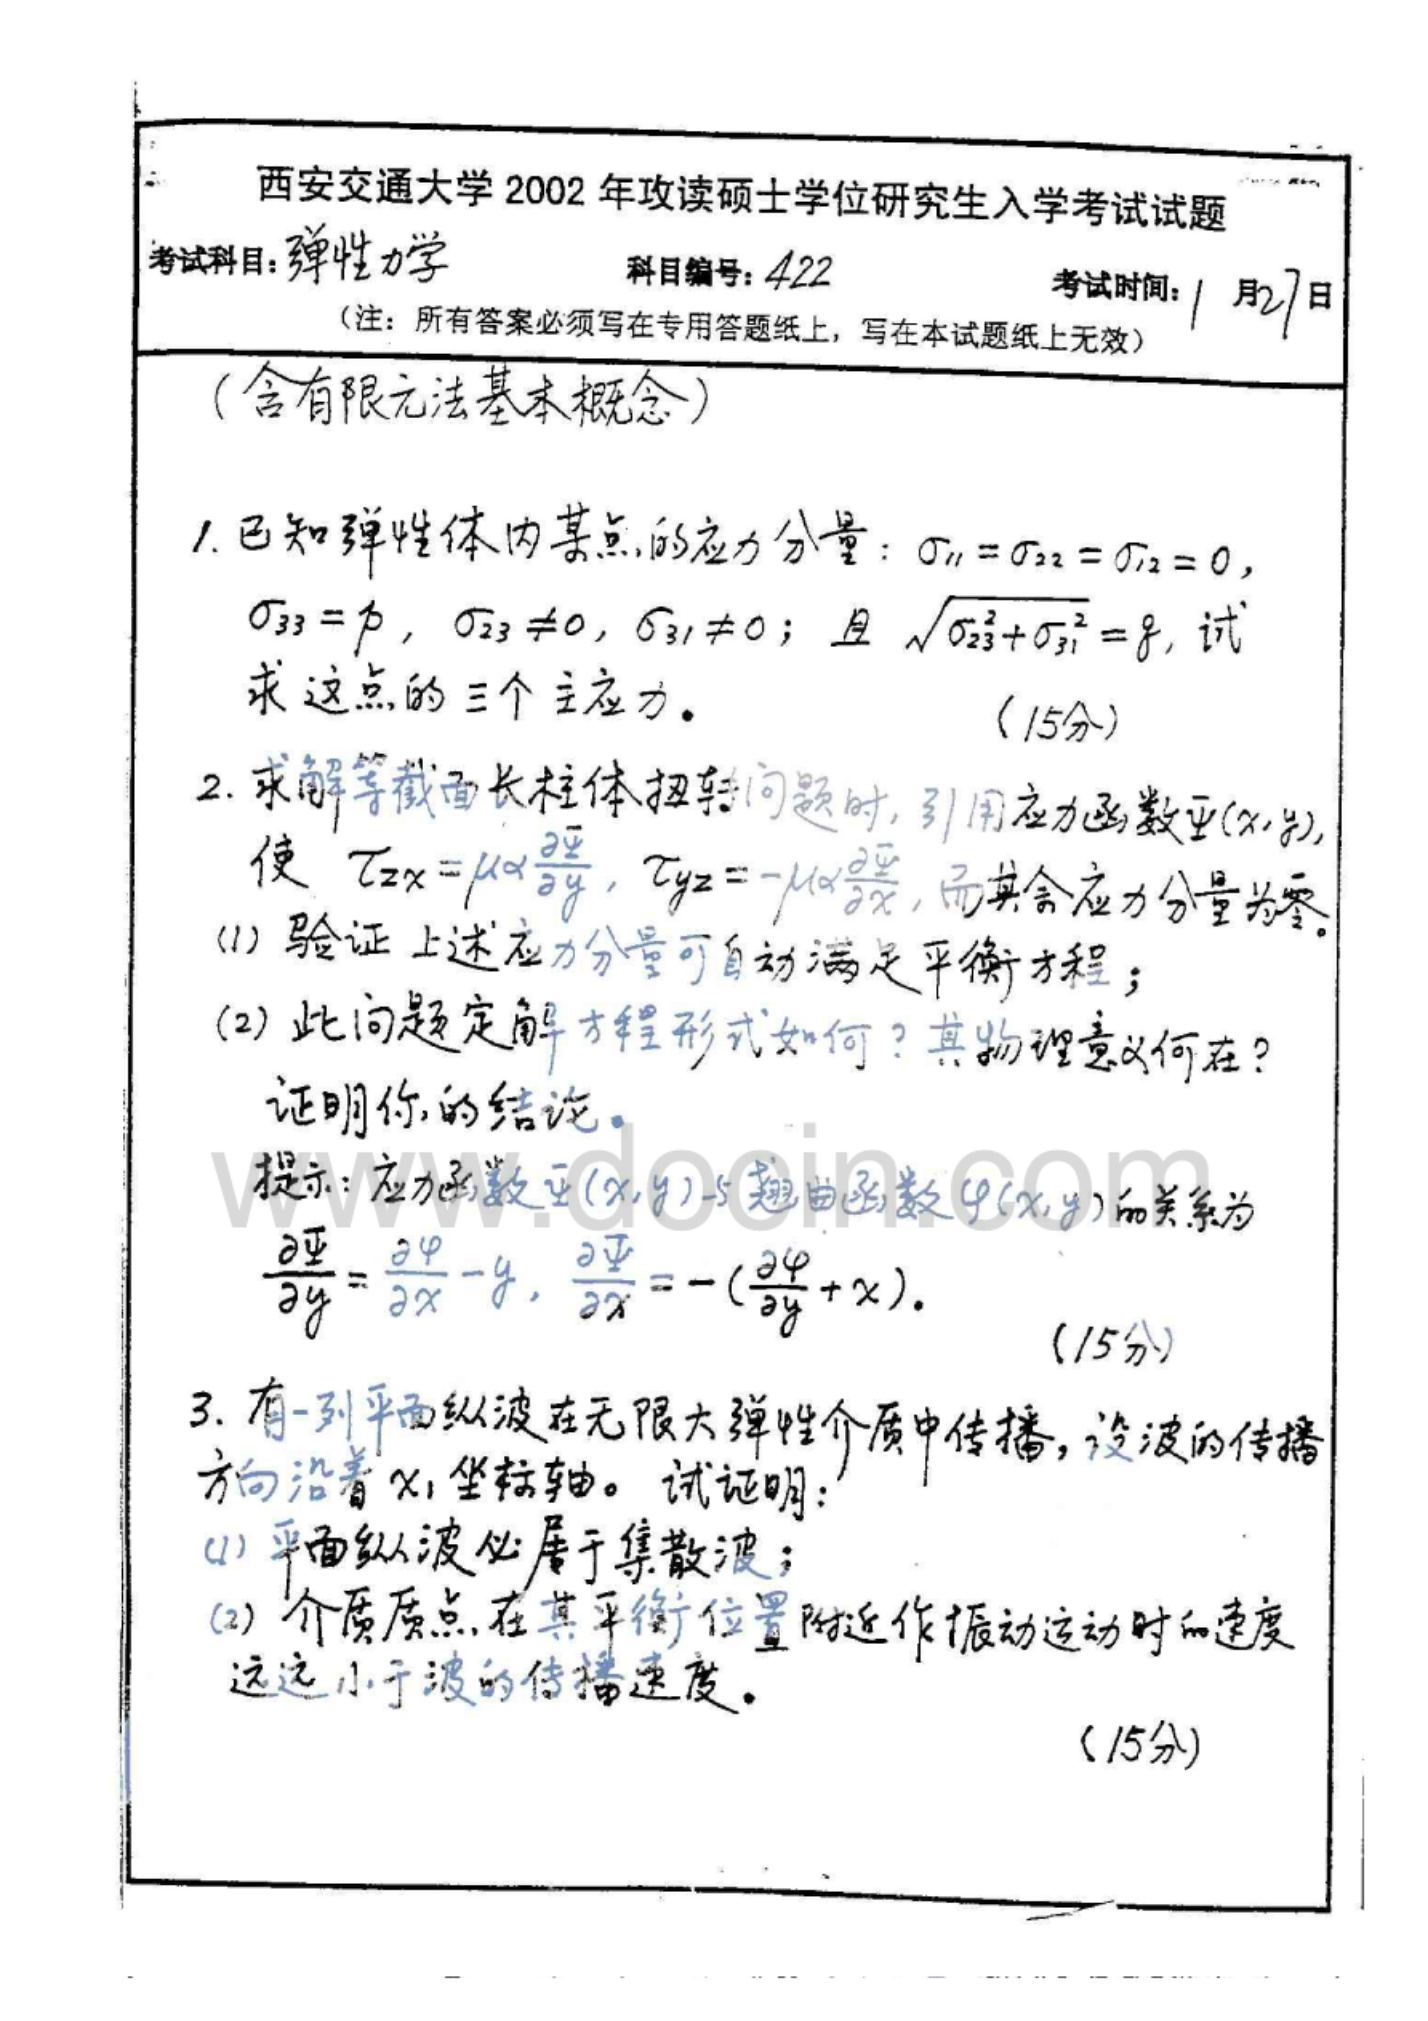 西安交通大学 2002 年攻读硕士学位研究生入学考试试题
考试科目: 弹性力学 科目编号: 422 考试时间: 1 月27日
（注：所有答案必须写在专用答题纸上，写在本试题纸上无效）
（含有限元法基本概念）
1. 已知弹性体内某点的应力分量: σ₁₁ = σ₂₂ = σ₁₂ = 0,
σ₃₃ = p, σ₂₃ ≠ 0, σ₃₁ ≠ 0; 且 √(σ₂₃² + σ₃₁²) = q, 试
求这点的三个主应力。 (15分)
2. 求解等截面长柱体扭转问题时, 引用应力函数Ψ(x,y),
使 τzx = μα ∂Ψ/∂y, τyz = -μα ∂Ψ/∂x, 而其余应力分量为零。
(1) 验证上述应力分量可自动满足平衡方程;
(2) 此问题定解方程形式如何? 其物理意义何在?
证明你的结论。
www.docin.com
提示: 应力函数Ψ(x,y)与翘曲函数φ(x,y)的关系为
∂Ψ/∂y = ∂φ/∂x - y, ∂Ψ/∂x = -(∂φ/∂y + x).
(15分)
3. 有一列平面纵波在无限大弹性介质中传播, 设波的传播
方向沿着 x₁ 坐标轴。试证明:
(1) 平面纵波必属于集散波;
(2) 介质质点在其平衡位置附近作振动运动时的速度
远远小于波的传播速度。
(15分)